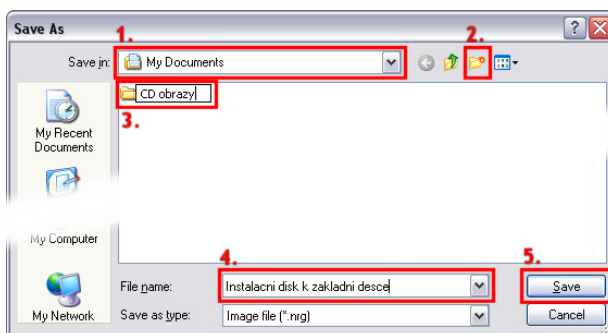 Save As
1.
2.
Save in:
My Documents
CD obrazy
3.
My Recent
Documents
My Computer
4.
5.
File name:
Instalacni disk k zakladni desce
Save
My Network
Save as type:
Image file (*.nrg)
Cancel